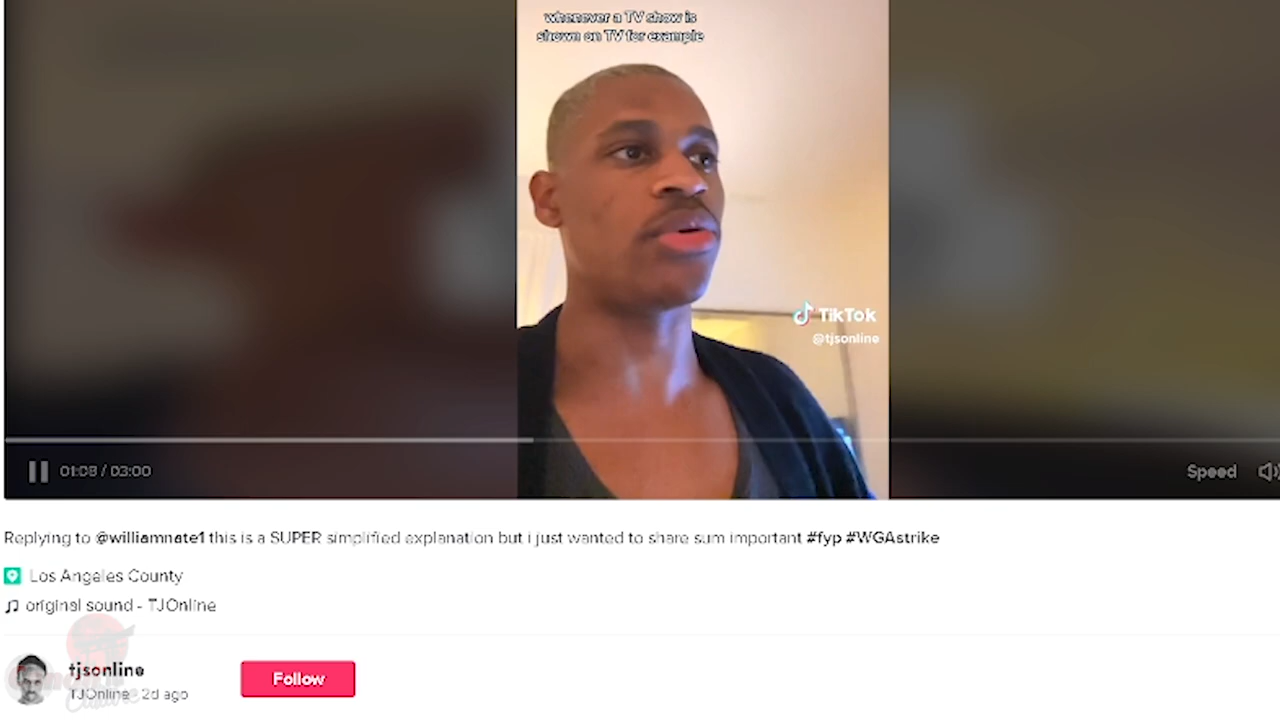 whenever a TV show is
shown on TV for example
TikTok
@tjsonline
01:08 / 03:00
Speed
Replying to @williamnate1 this is a SUPER simplified explanation but i just wanted to share sum important #fyp #WGAstrike
Los Angeles County
original sound - TJOnline
tjsonline
TJOnline · 2d ago
Follow